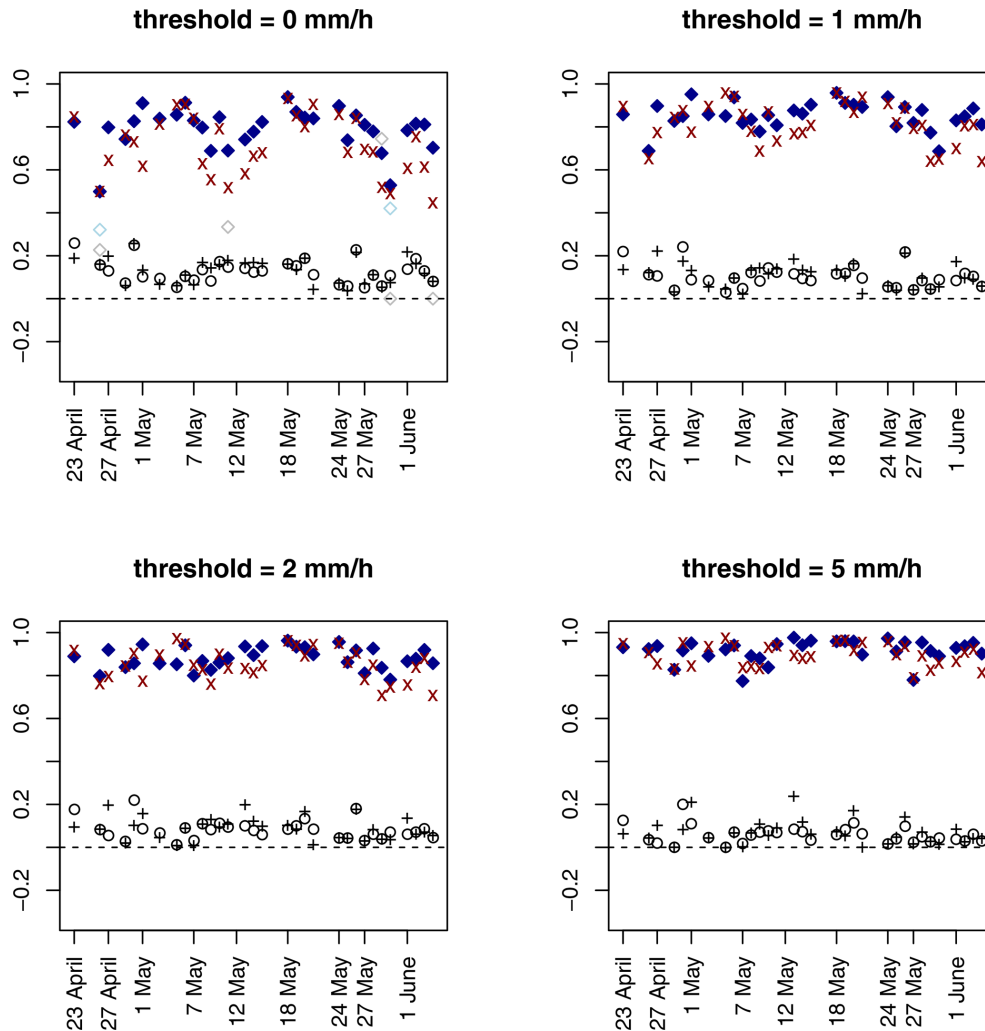 threshold = 0 mm/h
1.0
0.6
0.2
−0.2
23 April
27 April
1 May
7 May
12 May
18 May
24 May
27 May
1 June
threshold = 1 mm/h
1.0
0.6
0.2
−0.2
23 April
27 April
1 May
7 May
12 May
18 May
24 May
27 May
1 June
threshold = 2 mm/h
1.0
0.6
0.2
−0.2
23 April
27 April
1 May
7 May
12 May
18 May
24 May
27 May
1 June
threshold = 5 mm/h
1.0
0.6
0.2
−0.2
23 April
27 April
1 May
7 May
12 May
18 May
24 May
27 May
1 June